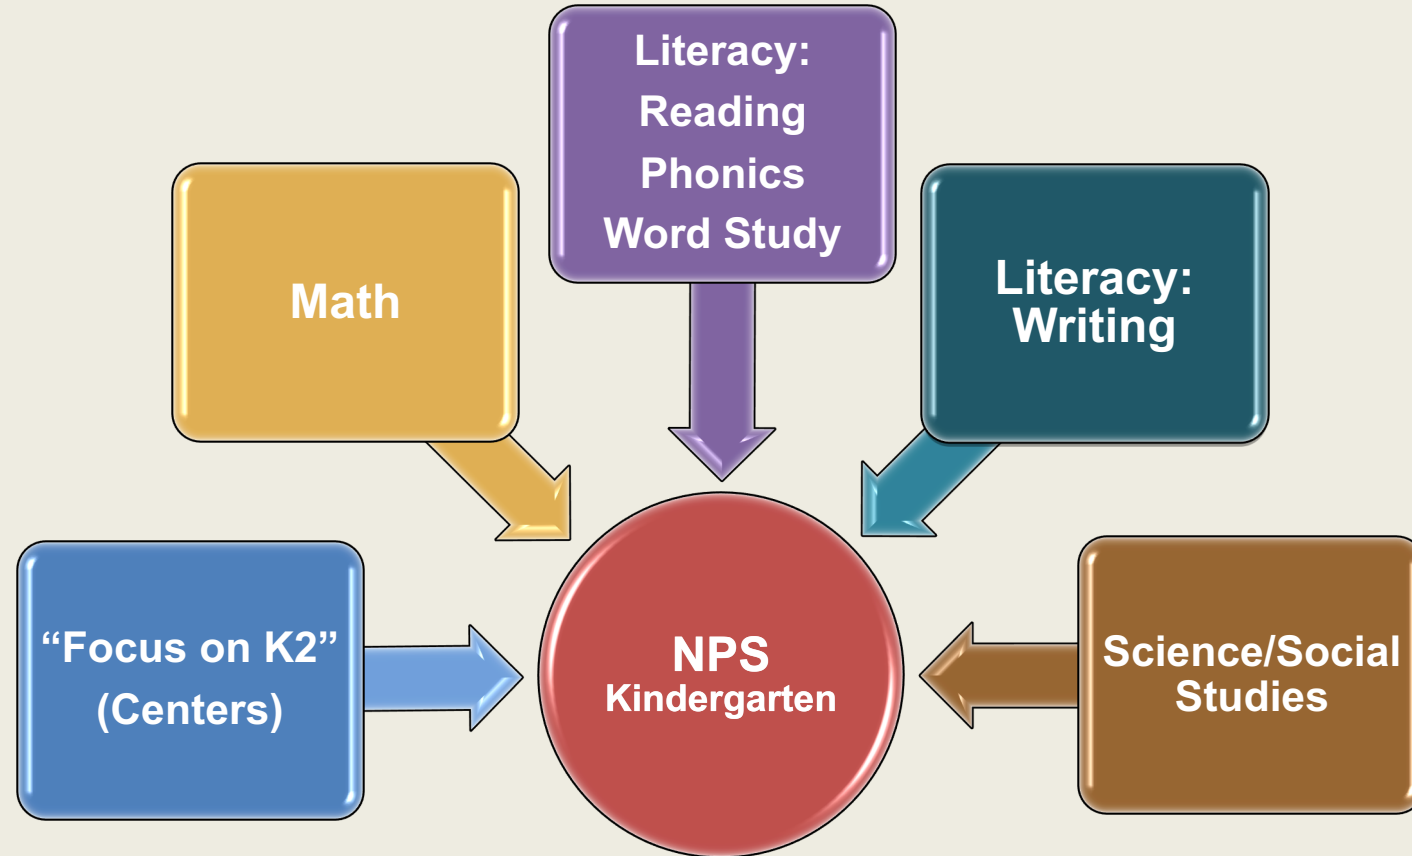 Literacy:
Reading
Phonics
Word Study
Math
Literacy:
Writing
“Focus on K2”
(Centers)
NPS
Kindergarten
Science/Social
Studies